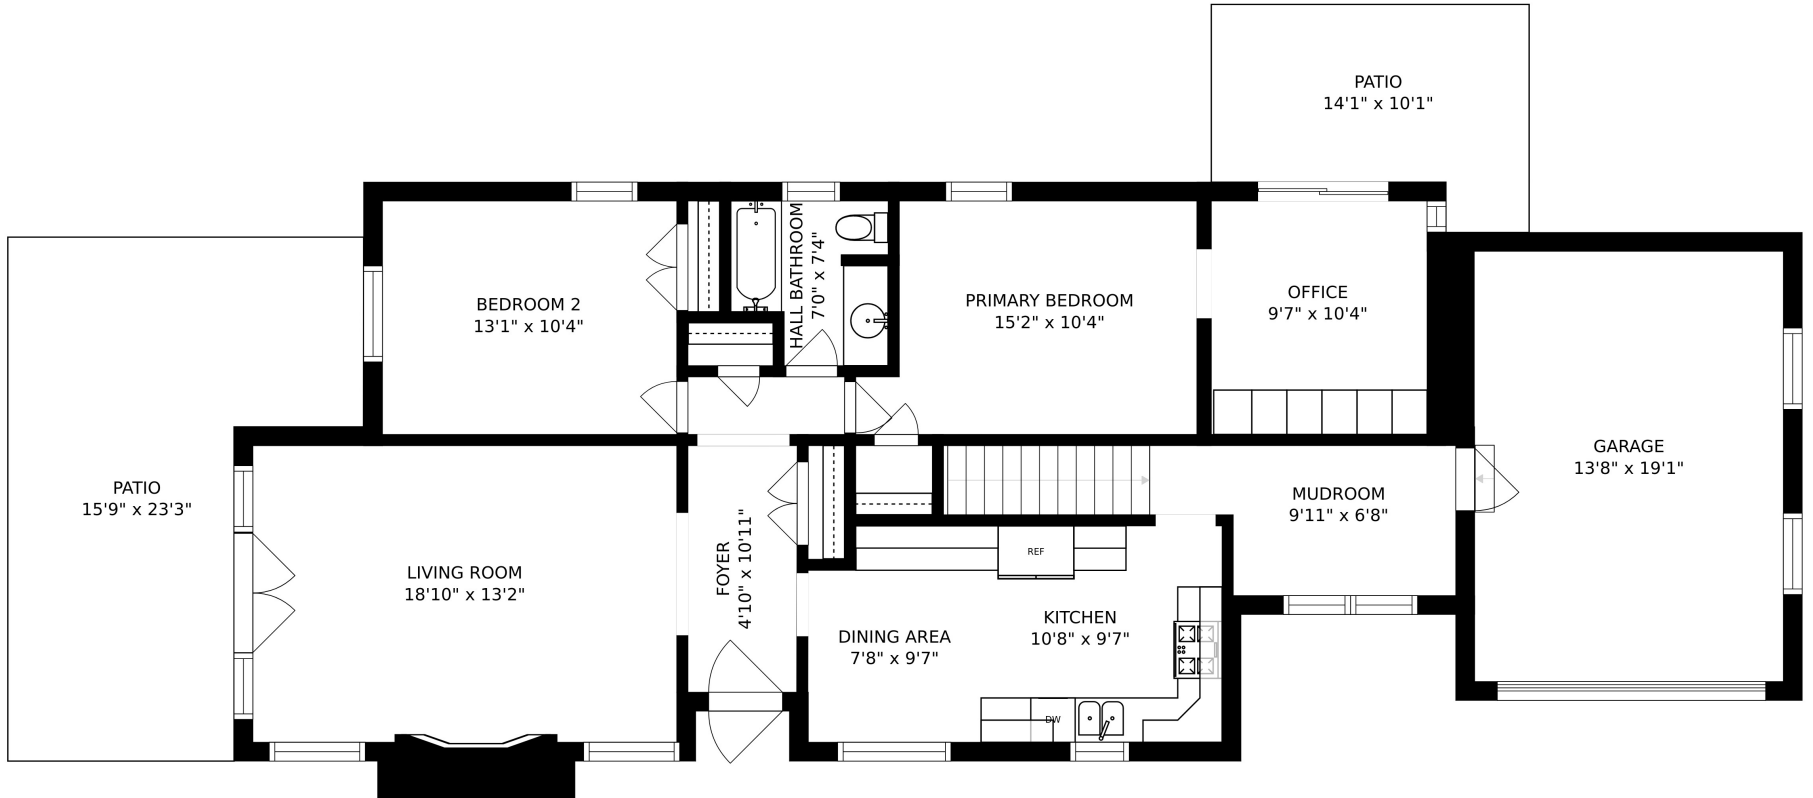 PATIO
14'1" x 10'1"
BEDROOM 2
13'1" x 10'4"
HALL BATHROOM
7'0" x 7'4"
PRIMARY BEDROOM
15'2" x 10'4"
OFFICE
9'7" x 10'4"
PATIO
15'9" x 23'3"
LIVING ROOM
18'10" x 13'2"
FOYER
4'10" x 10'11"
REF
DINING AREA
7'8" x 9'7"
KITCHEN
10'8" x 9'7"
DW
MUDROOM
9'11" x 6'8"
GARAGE
13'8" x 19'1"